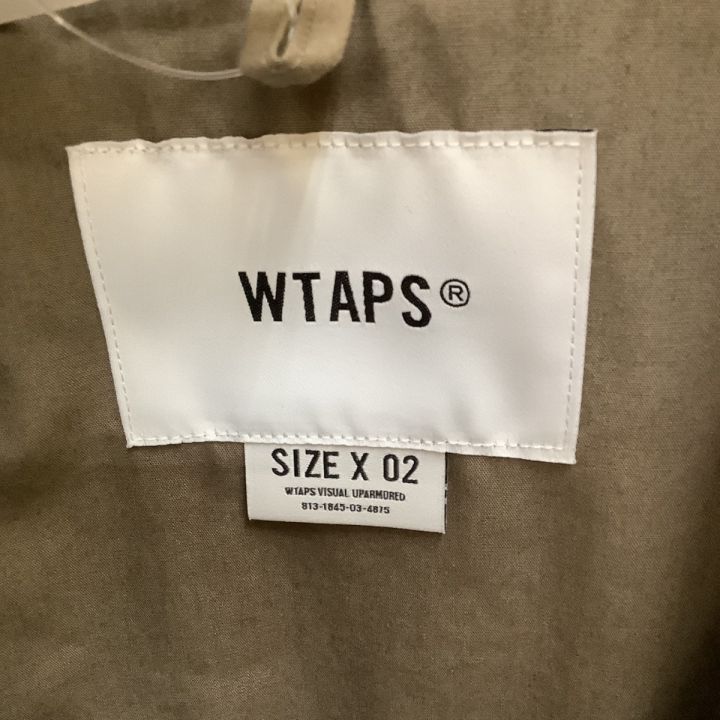 WTAPS®
SIZE X 02
WTAPS VISUAL UPARMORED
813-1845-03-4875